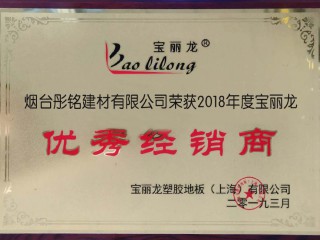 宝丽龙®
Bao lilong
烟台彤铭建材有限公司荣获2018年度宝丽龙
优秀经销商
宝丽龙塑胶地板（上海）有限公司
二零一九三月